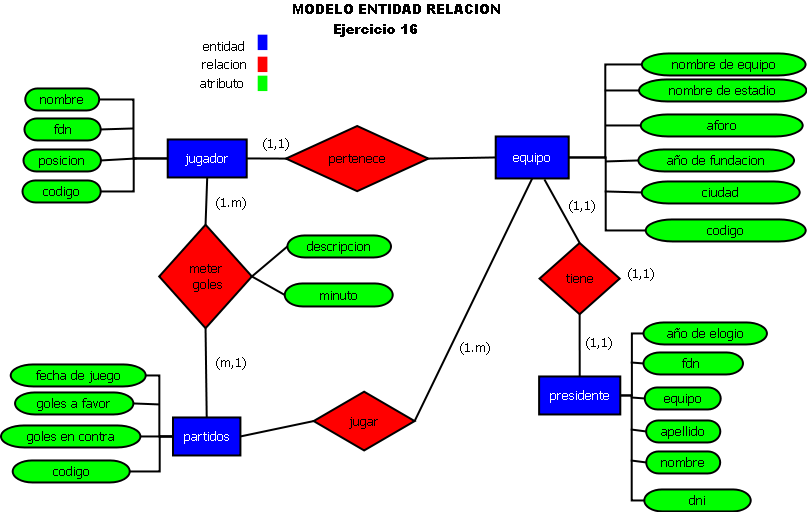 MODELO ENTIDAD RELACION
Ejercicio 16
entidad
relacion
atributo
nombre
fdn
posicion
codigo
jugador
(1,1)
pertenece
equipo
nombre de equipo
nombre de estadio
aforo
año de fundacion
ciudad
codigo
(1.m)
meter
goles
descripcion
minuto
(m,1)
(1,1)
tiene
(1,1)
(1,1)
(1.m)
fecha de juego
goles a favor
goles en contra
codigo
partidos
jugar
presidente
año de elogio
fdn
equipo
apellido
nombre
dni